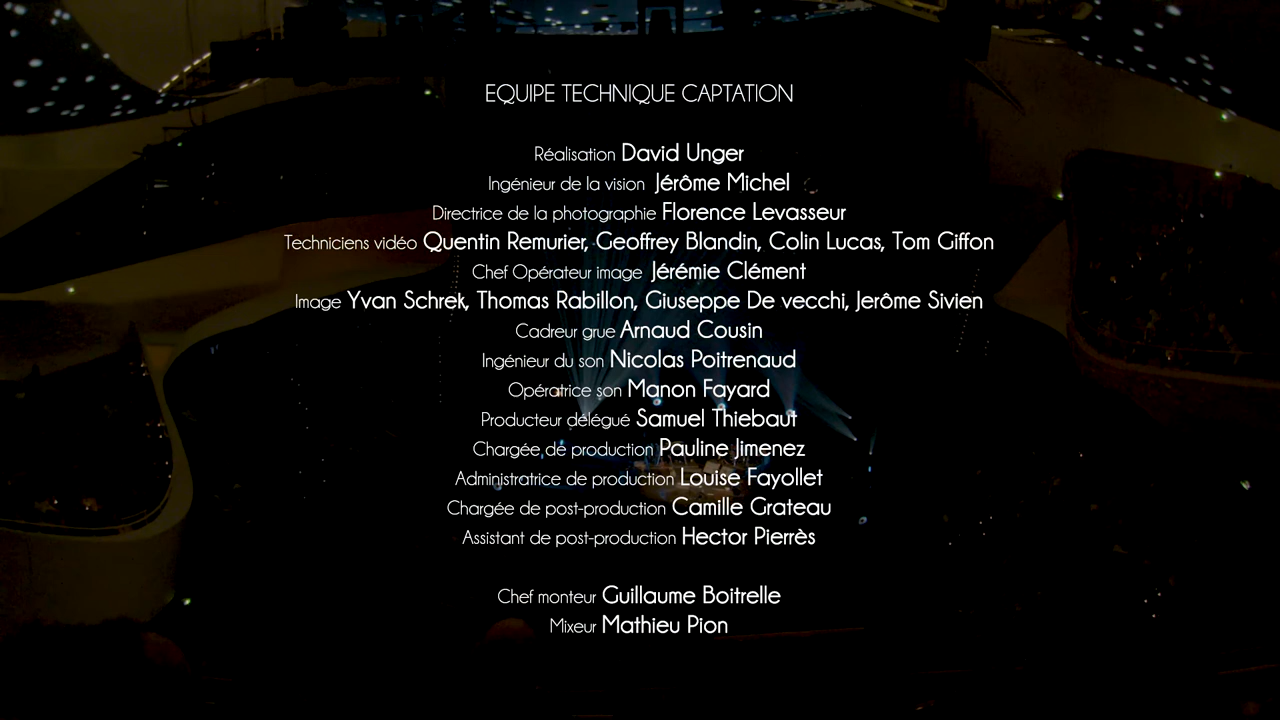 EQUIPE TECHNIQUE CAPTATION
Réalisation David Unger
Ingénieur de la vision Jérôme Michel
Directrice de la photographie Florence Levasseur
Techniciens vidéo Quentin Remurier, Geoffrey Blandin, Colin Lucas, Tom Giffon
Chef Opérateur image Jérémie Clément
Image Yvan Schrek, Thomas Rabillon, Giuseppe De vecchi, Jerôme Sivien
Cadreur grue Arnaud Cousin
Ingénieur du son Nicolas Poitrenaud
Opératrice son Manon Fayard
Producteur délégué Samuel Thiebaut
Chargée de production Pauline Jimenez
Administratrice de production Louise Fayollet
Chargée de post-production Camille Grateau
Assistant de post-production Hector Pierrès
Chef monteur Guillaume Boitrelle
Mixeur Mathieu Pion